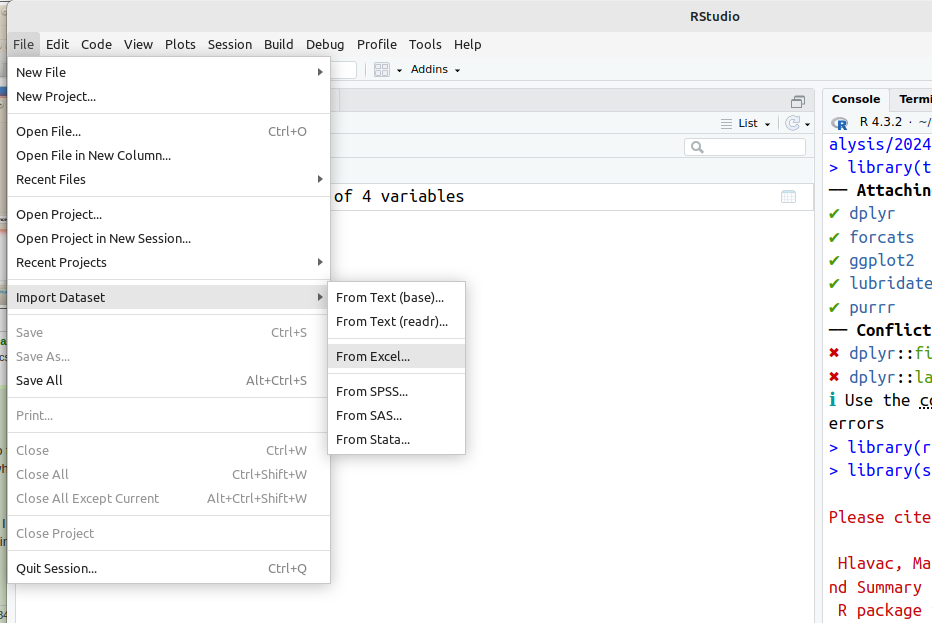 RStudio
File Edit Code View Plots Session Build Debug Profile Tools Help
Addins
New File
New Project...
Open File... Ctrl+O
Open File in New Column...
Recent Files
Open Project...
Open Project in New Session...
Recent Projects
Import Dataset
Save Ctrl+S
Save As...
Save All Alt+Ctrl+S
Print...
Close Ctrl+W
Close All Ctrl+Shift+W
Close All Except Current Alt+Ctrl+Shift+W
Close Project
Quit Session... Ctrl+Q
From Text (base)...
From Text (readr)...
From Excel...
From SPSS...
From SAS...
From Stata...
List
of 4 variables
Console Termi
R 4.3.2 · ~/
alysis/2024
> library(t
── Attachin
✔ dplyr
✔ forcats
✔ ggplot2
✔ lubridate
✔ purrr
── Conflict
✖ dplyr::fi
✖ dplyr::la
ℹ Use the co
errors
> library(r
> library(s
Please cite
Hlavac, Ma
nd Summary
R package